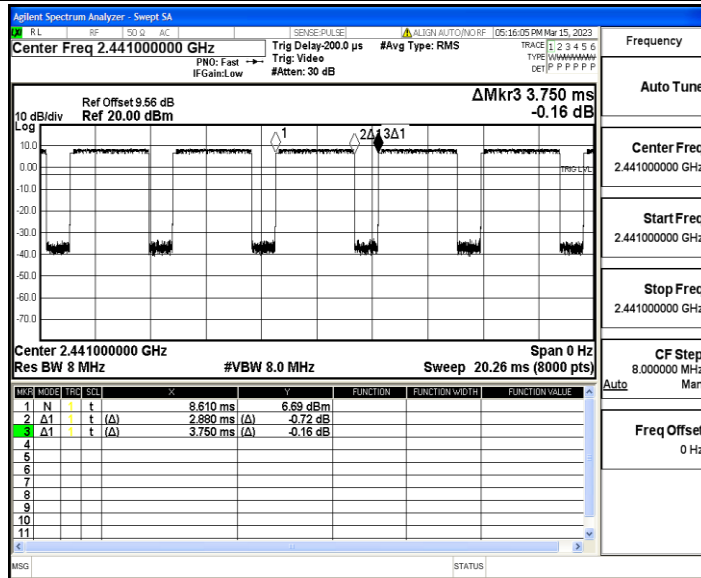 Agilent Spectrum Analyzer - Swept SA
RL RF 50 Ω AC SENSE:PULSE ALIGN AUTO/NO RF 05:16:05 PM Mar 15, 2023
Center Freq 2.441000000 GHz
PNO: Fast
IFGain:Low
Trig Delay-200.0 µs
Trig: Video
#Atten: 30 dB
#Avg Type: RMS
TRACE 1 2 3 4 5 6
TYPE WWWWWW
DET P P P P P P
Frequency
Auto Tune
Center Freq
2.441000000 GHz
Start Freq
2.441000000 GHz
Stop Freq
2.441000000 GHz
CF Step
8.000000 MHz
Auto Man
Freq Offset
0 Hz
ΔMkr3 3.750 ms
-0.16 dB
Ref Offset 9.56 dB
10 dB/div Ref 20.00 dBm
Log
1 2Δ1 3Δ1
10.0
0.00
TRIG LVL
-10.0
-20.0
-30.0
-40.0
-50.0
-60.0
-70.0
Center 2.441000000 GHz Span 0 Hz
Res BW 8 MHz #VBW 8.0 MHz Sweep 20.26 ms (8000 pts)
MKR MODE TRC SCL X Y FUNCTION FUNCTION WIDTH FUNCTION VALUE
1 N 1 t 8.610 ms 6.69 dBm
2 Δ1 1 t (Δ) 2.880 ms (Δ) -0.72 dB
3 Δ1 1 t (Δ) 3.750 ms (Δ) -0.16 dB
4
5
6
7
8
9
10
11
MSG STATUS